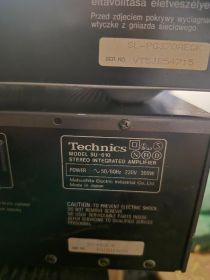 eltávolítása életveszélyes
Przed zdjęciem pokrywy wyciągnąć
wtyczkę z gniazda sieciowego
SER NO.
Technics
MODEL SU-610
STEREO INTEGRATED AMPLIFIER
POWER ~ 50/60Hz 220V 305W
Matsushita Electric Industrial Co., Ltd.
Made in Japan
N D S
TO PREVENT ELECTRIC SHOCK
DO NOT REMOVE SCREWS.
NO USER SERVICEABLE PARTS INSIDE
REFER SERVICING TO QUALIFIED
SERVICE PERSONNEL.